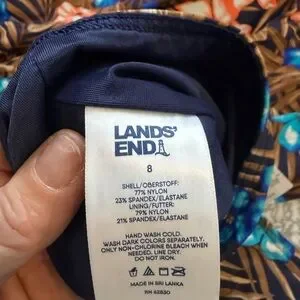 LANDS'
END
8
SHELL/OBERSTOFF:
77% NYLON
23% SPANDEX/ELASTANE
LINING/FUTTER:
79% NYLON
21% SPANDEX/ELASTANE
HAND WASH COLD.
WASH DARK COLORS SEPARATELY.
ONLY NON-CHLORINE BLEACH WHEN
NEEDED. LINE DRY.
DO NOT IRON.
MADE IN SRI LANKA
RN 62830